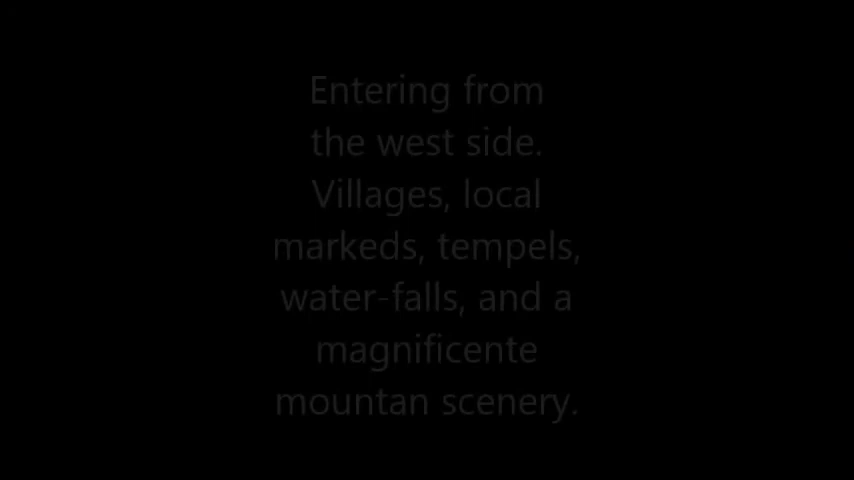 Entering from
the west side.
Villages, local
markeds, tempels,
water-falls, and a
magnificente
mountan scenery.